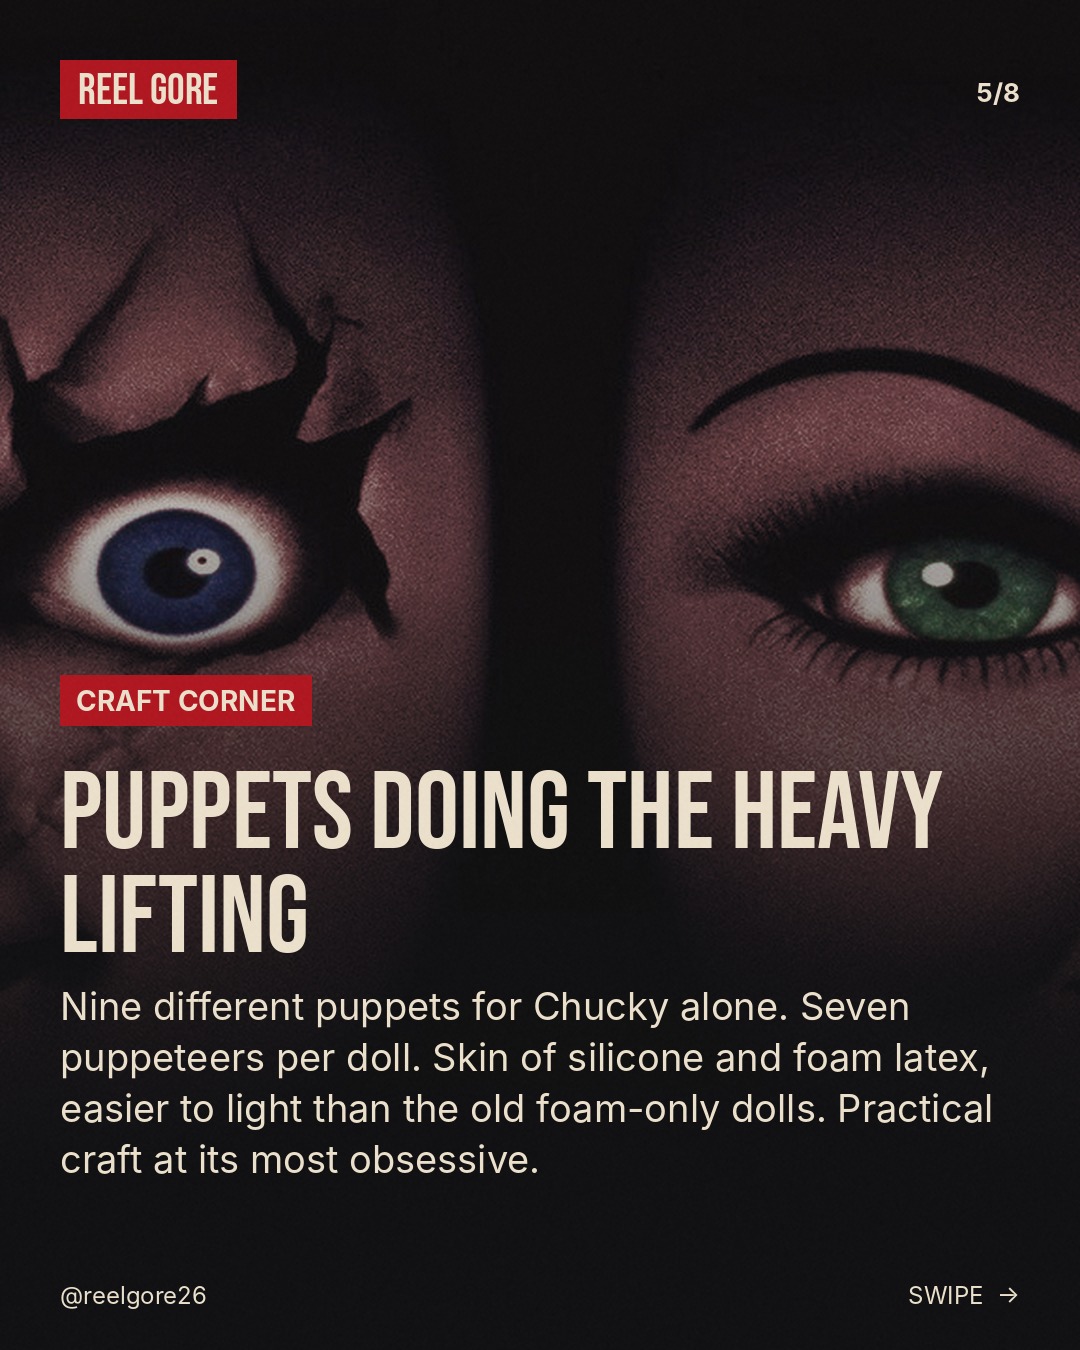 REEL GORE
5/8
CRAFT CORNER
PUPPETS DOING THE HEAVY
LIFTING
Nine different puppets for Chucky alone. Seven
puppeteers per doll. Skin of silicone and foam latex,
easier to light than the old foam-only dolls. Practical
craft at its most obsessive.
@reelgore26
SWIPE →